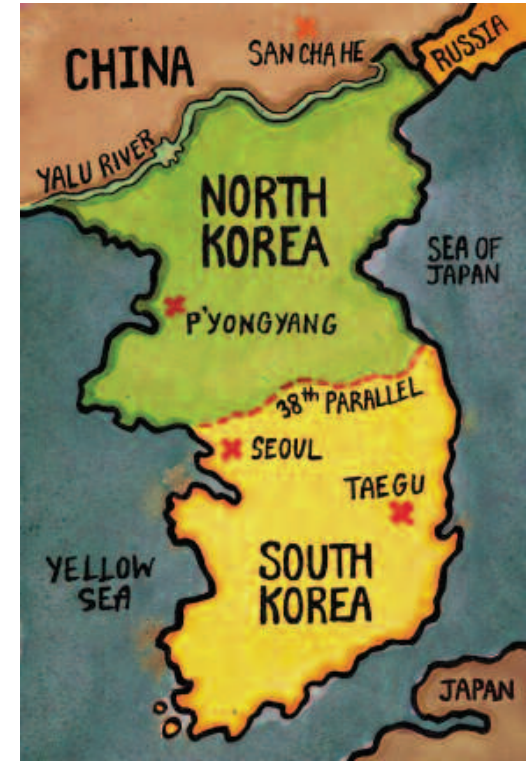 CHINA
SAN CHA HE
RUSSIA
YALU RIVER
NORTH
KOREA
SEA OF
JAPAN
P'YONGYANG
38th PARALLEL
SEOUL
TAEGU
YELLOW
SEA
SOUTH
KOREA
JAPAN